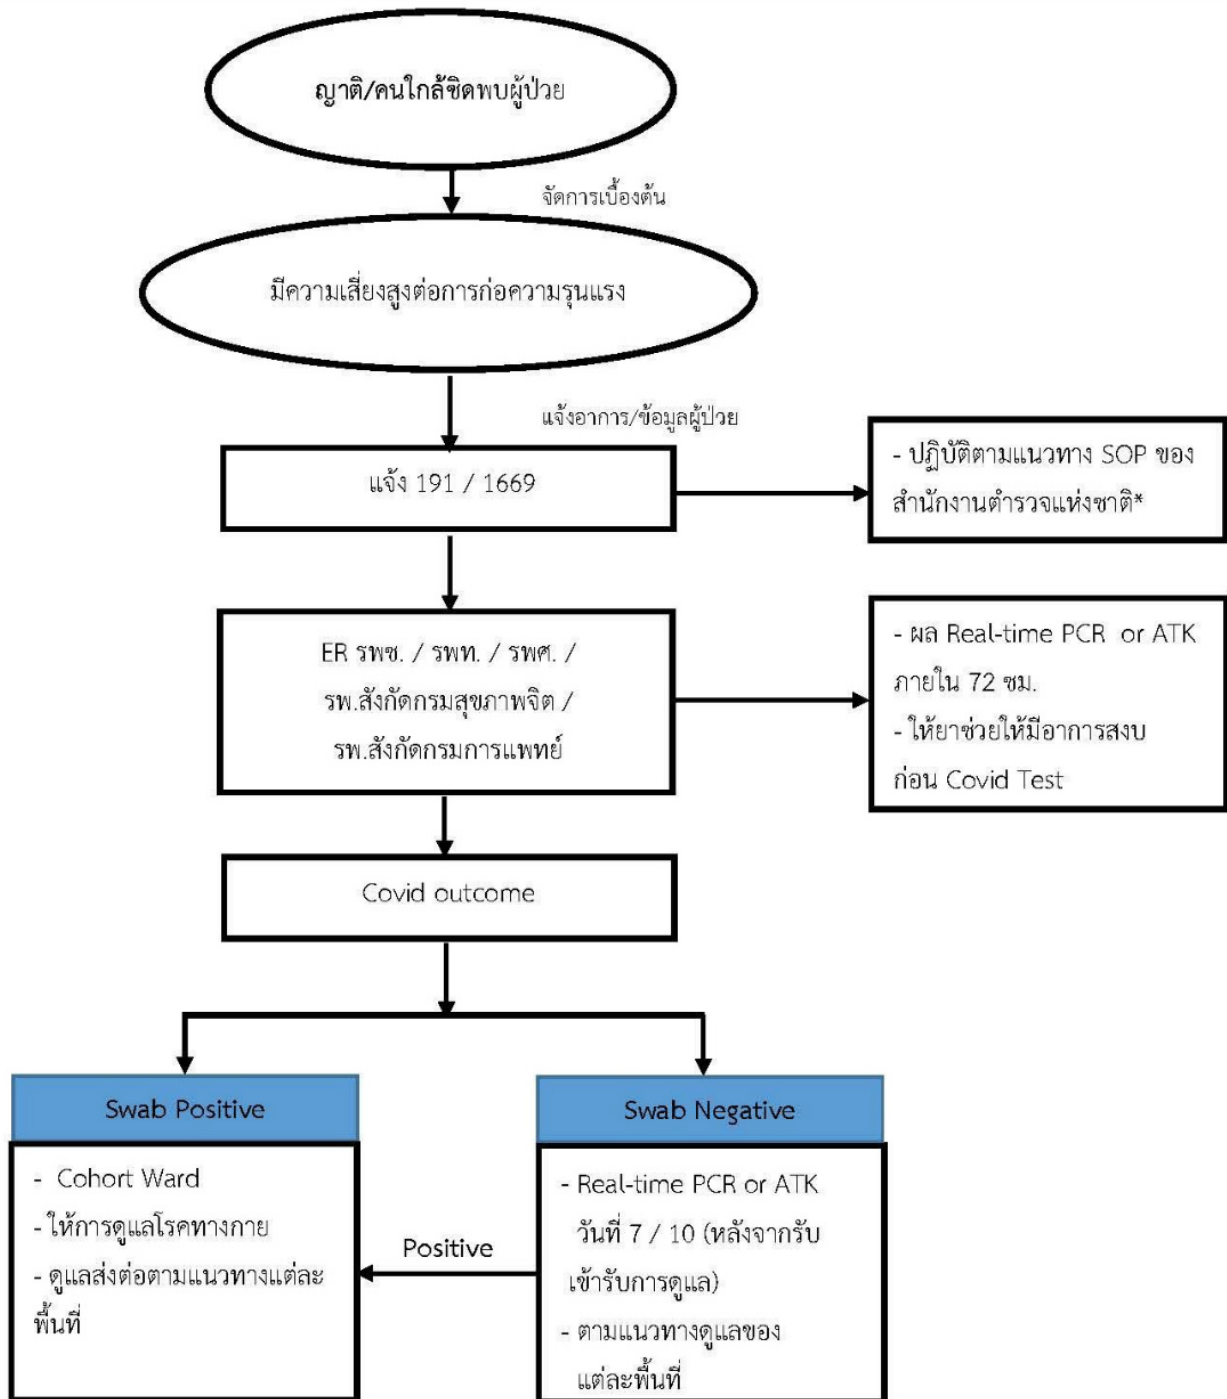 ญาติ/คนใกล้ชิดพบผู้ป่วย
จัดการเบื้องต้น
มีความเสี่ยงสูงต่อการก่อความรุนแรง
แจ้งอาการ/ข้อมูลผู้ป่วย
แจ้ง 191 / 1669
- ปฏิบัติตามแนวทาง SOP ของ
สำนักงานตำรวจแห่งชาติ*
ER รพช. / รพท. / รพศ. /
รพ.สังกัดกรมสุขภาพจิต /
รพ.สังกัดกรมการแพทย์
- ผล Real-time PCR or ATK
ภายใน 72 ชม.
- ให้ยาช่วยให้มีอาการสงบ
ก่อน Covid Test
Covid outcome
Swab Positive
- Cohort Ward
- ให้การดูแลโรคทางกาย
- ดูแลส่งต่อตามแนวทางแต่ละ
พื้นที่
Positive
Swab Negative
- Real-time PCR or ATK
วันที่ 7 / 10 (หลังจากรับ
เข้ารับการดูแล)
- ตามแนวทางดูแลของ
แต่ละพื้นที่